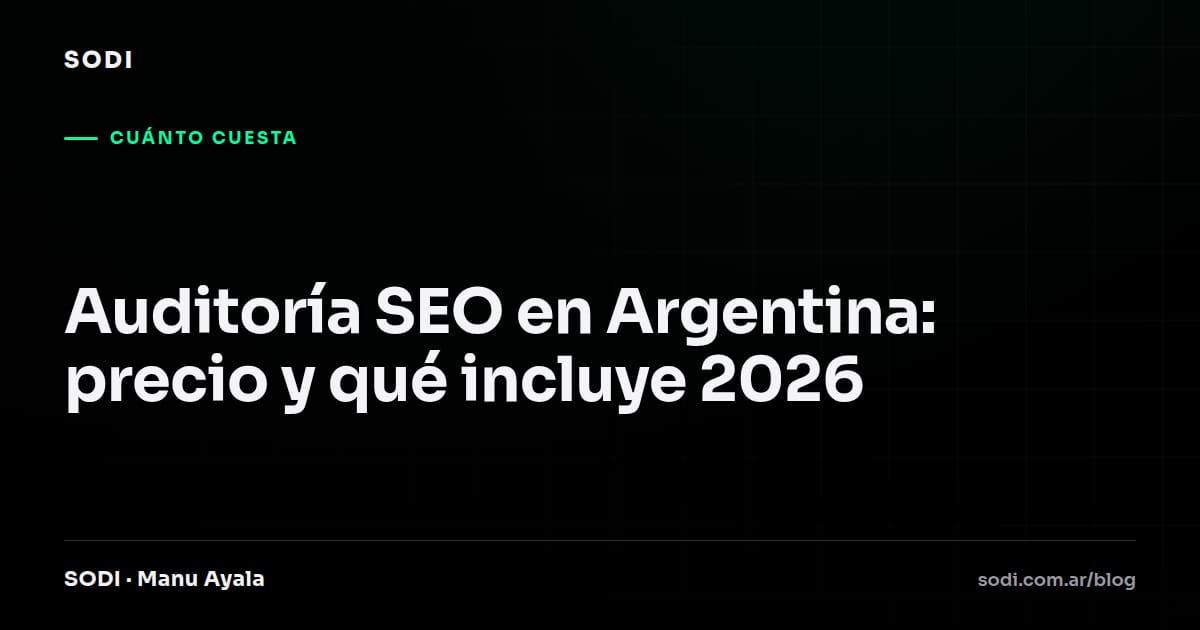 SODI
CUÁNTO CUESTA
Auditoría SEO en Argentina:
precio y qué incluye 2026
SODI · Manu Ayala
sodi.com.ar/blog